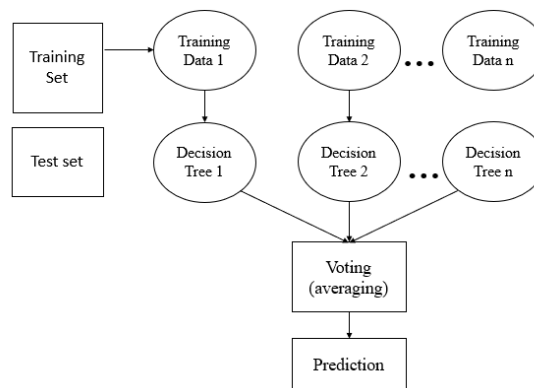 Training
Set
Training
Data 1
Training
Data 2
...
Training
Data n
Test set
Decision
Tree 1
Decision
Tree 2
...
Decision
Tree n
Voting
(averaging)
Prediction